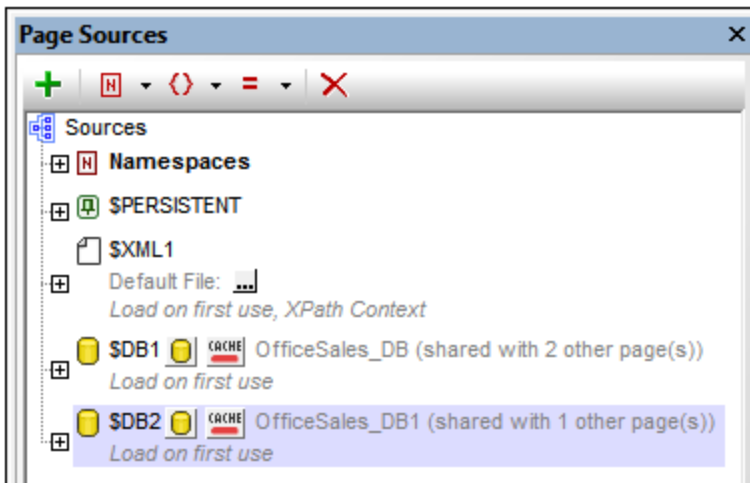 Page Sources
N {} =
Sources
N Namespaces
$PERSISTENT
$XML1
Default File: ...
Load on first use, XPath Context
$DB1 CACHE OfficeSales_DB (shared with 2 other page(s))
Load on first use
$DB2 CACHE OfficeSales_DB1 (shared with 1 other page(s))
Load on first use